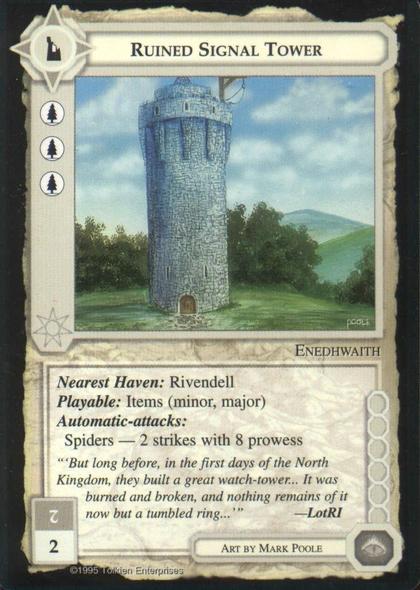 RUINED SIGNAL TOWER
POOLE
ENEDHWAITH
Nearest Haven: Rivendell
Playable: Items (minor, major)
Automatic-attacks:
Spiders — 2 strikes with 8 prowess
“‘But long before, in the first days of the North
Kingdom, they built a great watch-tower... It was
burned and broken, and nothing remains of it
now but a tumbled ring...’” —LotRI
2
2
ART BY MARK POOLE
©1995 Tolkien Enterprises